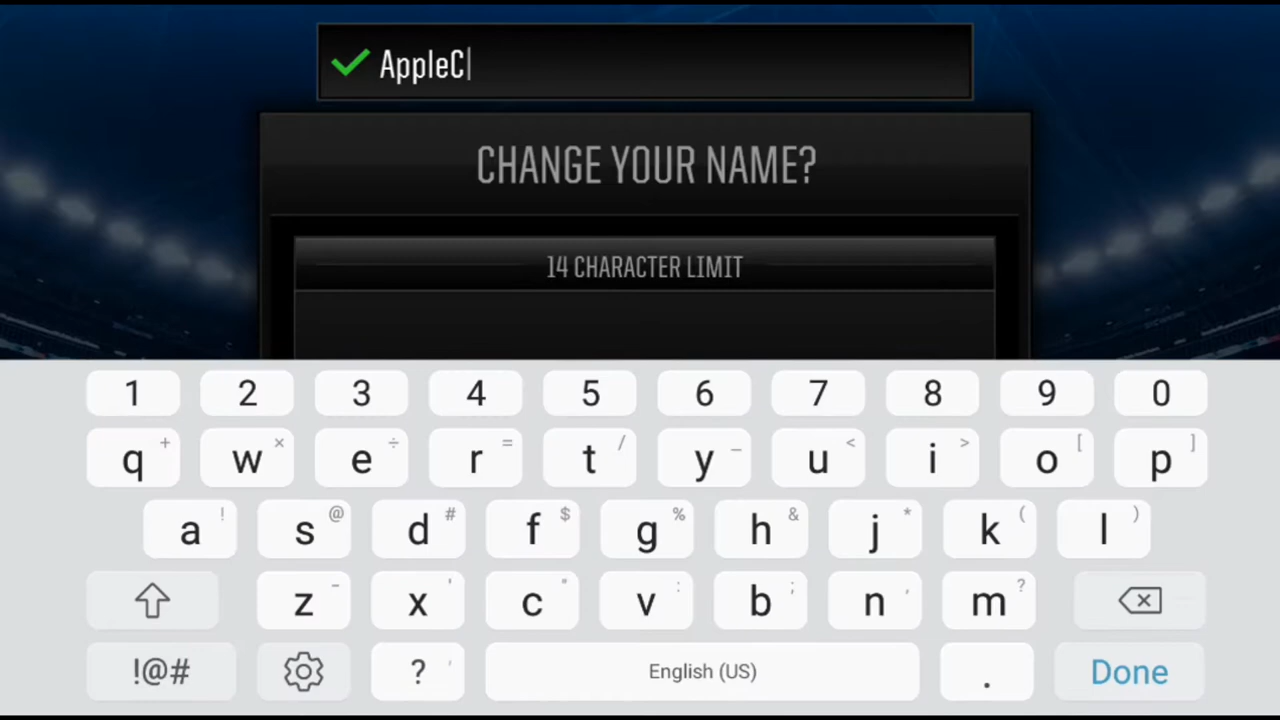 AppleC
CHANGE YOUR NAME?
14 CHARACTER LIMIT
1 2 3 4 5 6 7 8 9 0
q + w × e ÷ r = t / y _ u < i > o [ p ]
a ! s @ d # f $ g % h & j * k ( l )
z - x ' c " v : b ; n , m ?
!@# ? , English (US) . Done